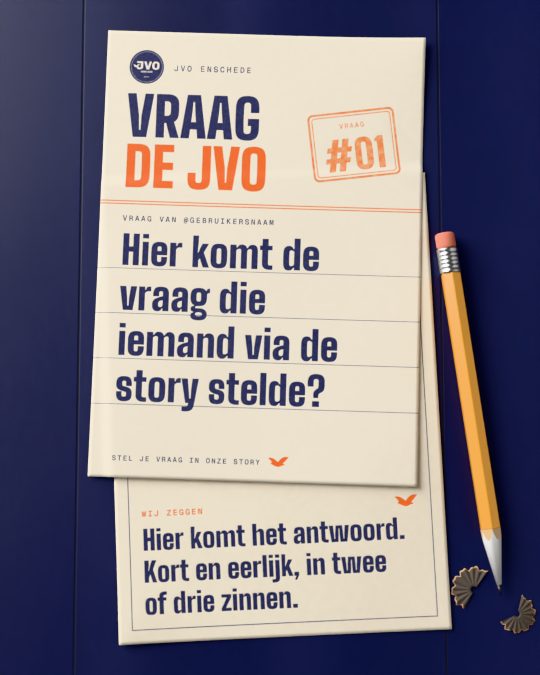 JVO
JVO ENSCHEDE
VRAAG
DE JVO
VRAAG
#01
VRAAG VAN @GEBRUIKERSNAAM
Hier komt de
vraag die
iemand via de
story stelde?
STEL JE VRAAG IN ONZE STORY
WIJ ZEGGEN
Hier komt het antwoord.
Kort en eerlijk, in twee
of drie zinnen.